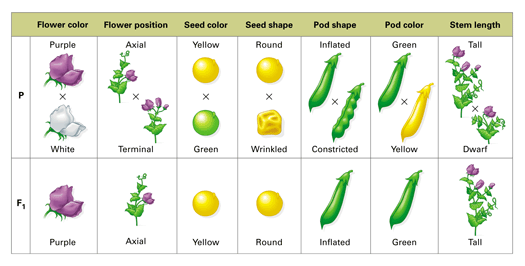 Flower color Flower position Seed color Seed shape Pod shape Pod color Stem length
Purple Axial Yellow Round Inflated Green Tall
P × × × × × × ×
White Terminal Green Wrinkled Constricted Yellow Dwarf
F1
Purple Axial Yellow Round Inflated Green Tall